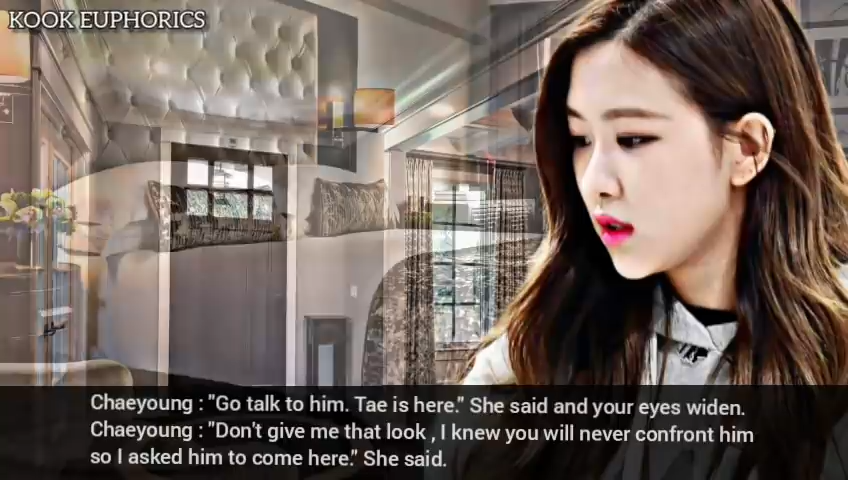 KOOK EUPHORICS
Chaeyoung : "Go talk to him. Tae is here." She said and your eyes widen.
Chaeyoung : "Don't give me that look , I knew you will never confront him
so I asked him to come here." She said.